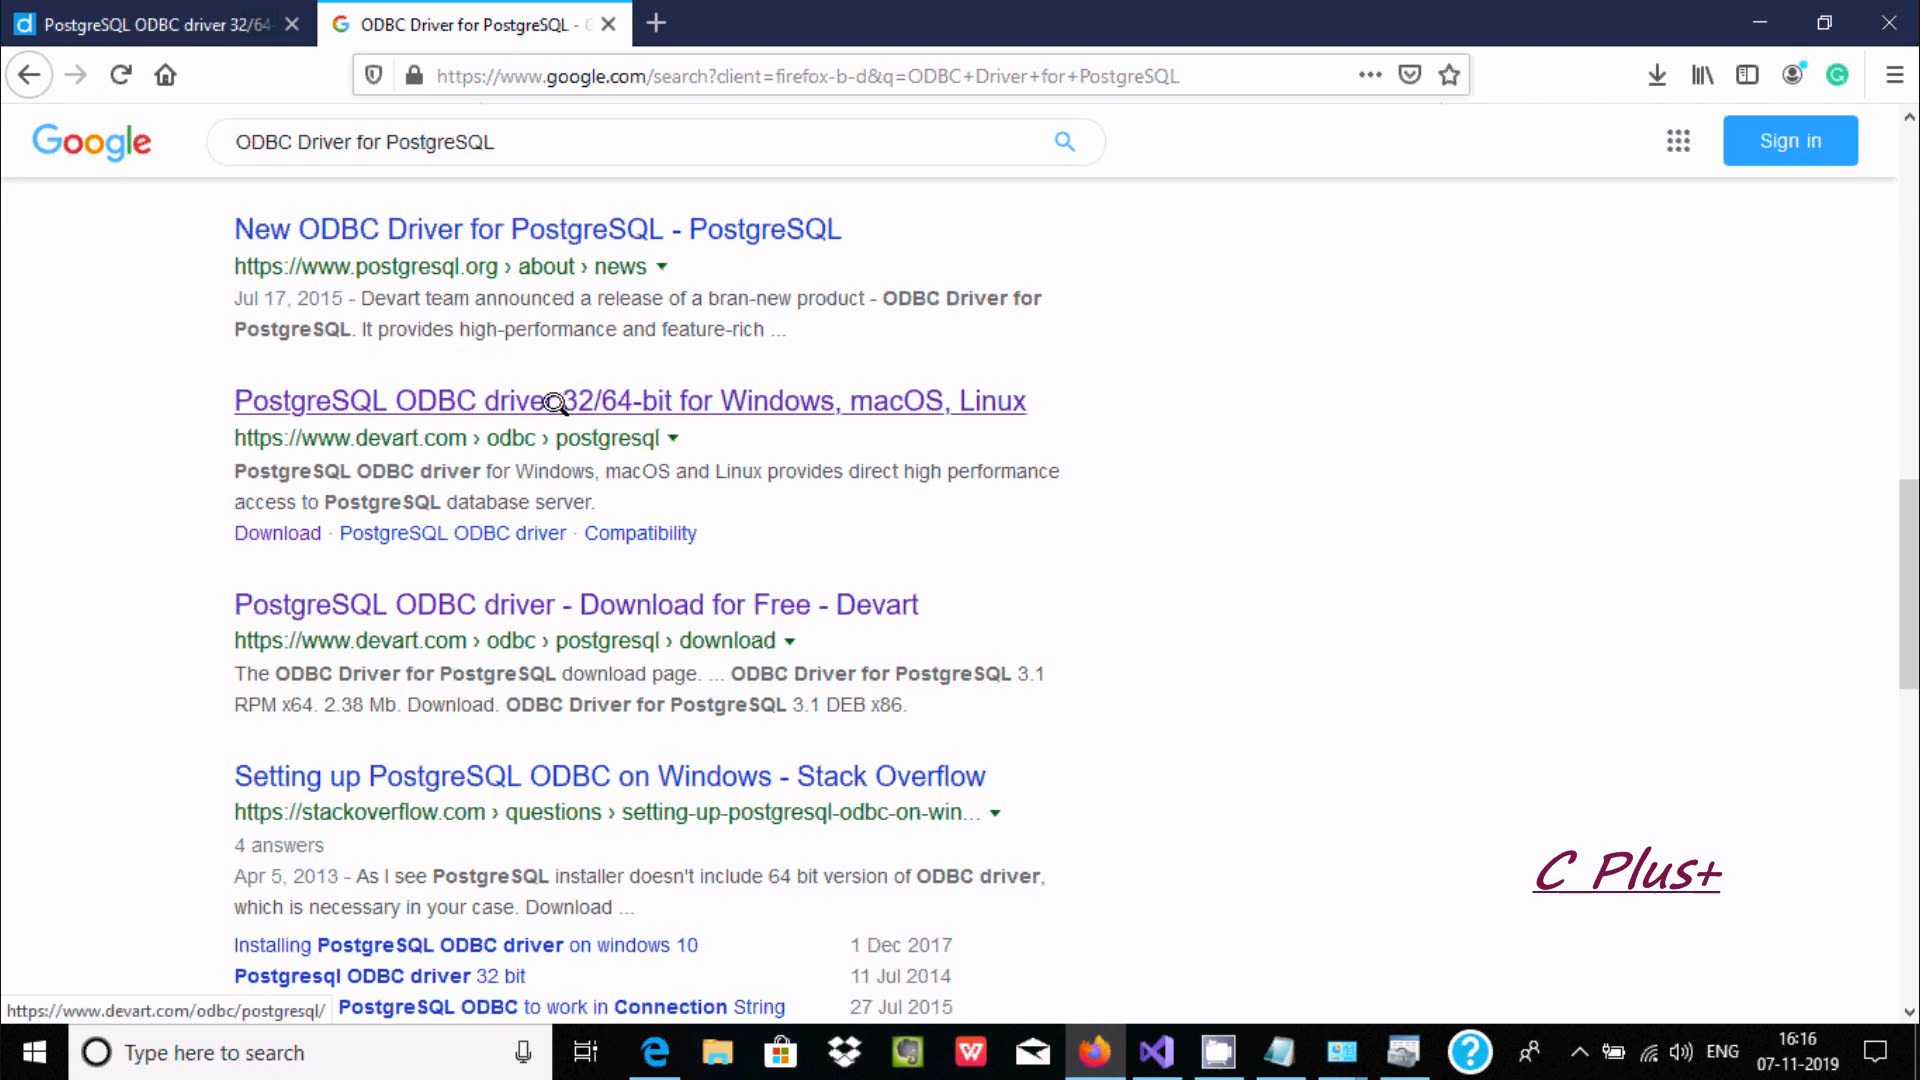 PostgreSQL ODBC driver 32/64-
ODBC Driver for PostgreSQL -
https://www.google.com/search?client=firefox-b-d&q=ODBC+Driver+for+PostgreSQL
Google
ODBC Driver for PostgreSQL
Sign in
New ODBC Driver for PostgreSQL - PostgreSQL
https://www.postgresql.org › about › news
Jul 17, 2015 - Devart team announced a release of a bran-new product - ODBC Driver for
PostgreSQL. It provides high-performance and feature-rich ...
PostgreSQL ODBC driver 32/64-bit for Windows, macOS, Linux
https://www.devart.com › odbc › postgresql
PostgreSQL ODBC driver for Windows, macOS and Linux provides direct high performance
access to PostgreSQL database server.
Download · PostgreSQL ODBC driver · Compatibility
PostgreSQL ODBC driver - Download for Free - Devart
https://www.devart.com › odbc › postgresql › download
The ODBC Driver for PostgreSQL download page. ... ODBC Driver for PostgreSQL 3.1
RPM x64. 2.38 Mb. Download. ODBC Driver for PostgreSQL 3.1 DEB x86.
Setting up PostgreSQL ODBC on Windows - Stack Overflow
https://stackoverflow.com › questions › setting-up-postgresql-odbc-on-win...
4 answers
Apr 5, 2013 - As I see PostgreSQL installer doesn't include 64 bit version of ODBC driver,
which is necessary in your case. Download ...
C Plus+
Installing PostgreSQL ODBC driver on windows 10 1 Dec 2017
Postgresql ODBC driver 32 bit 11 Jul 2014
PostgreSQL ODBC to work in Connection String 27 Jul 2015
https://www.devart.com/odbc/postgresql/
Type here to search
ENG
16:16
07-11-2019